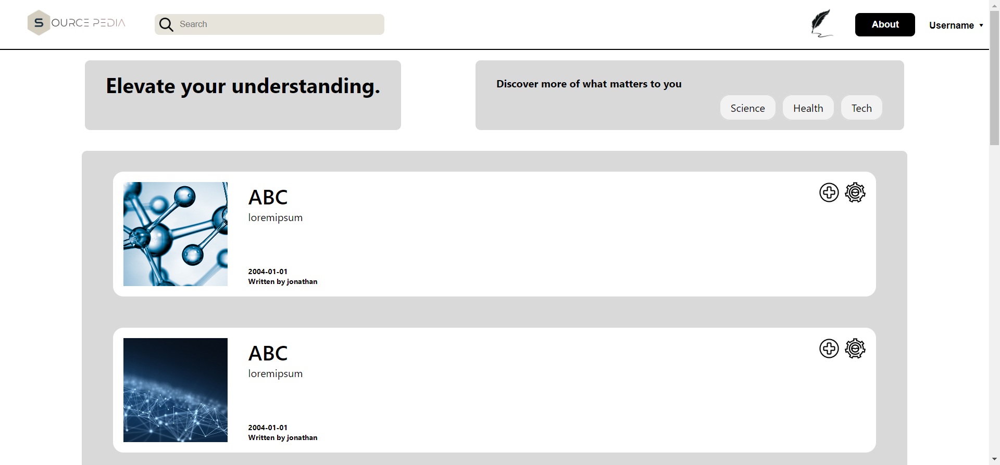 SOURCE PEDIA
Search
About
Username
Elevate your understanding.
Discover more of what matters to you
Science
Health
Tech
ABC
loremipsum
2004-01-01
Written by jonathan
ABC
loremipsum
2004-01-01
Written by jonathan